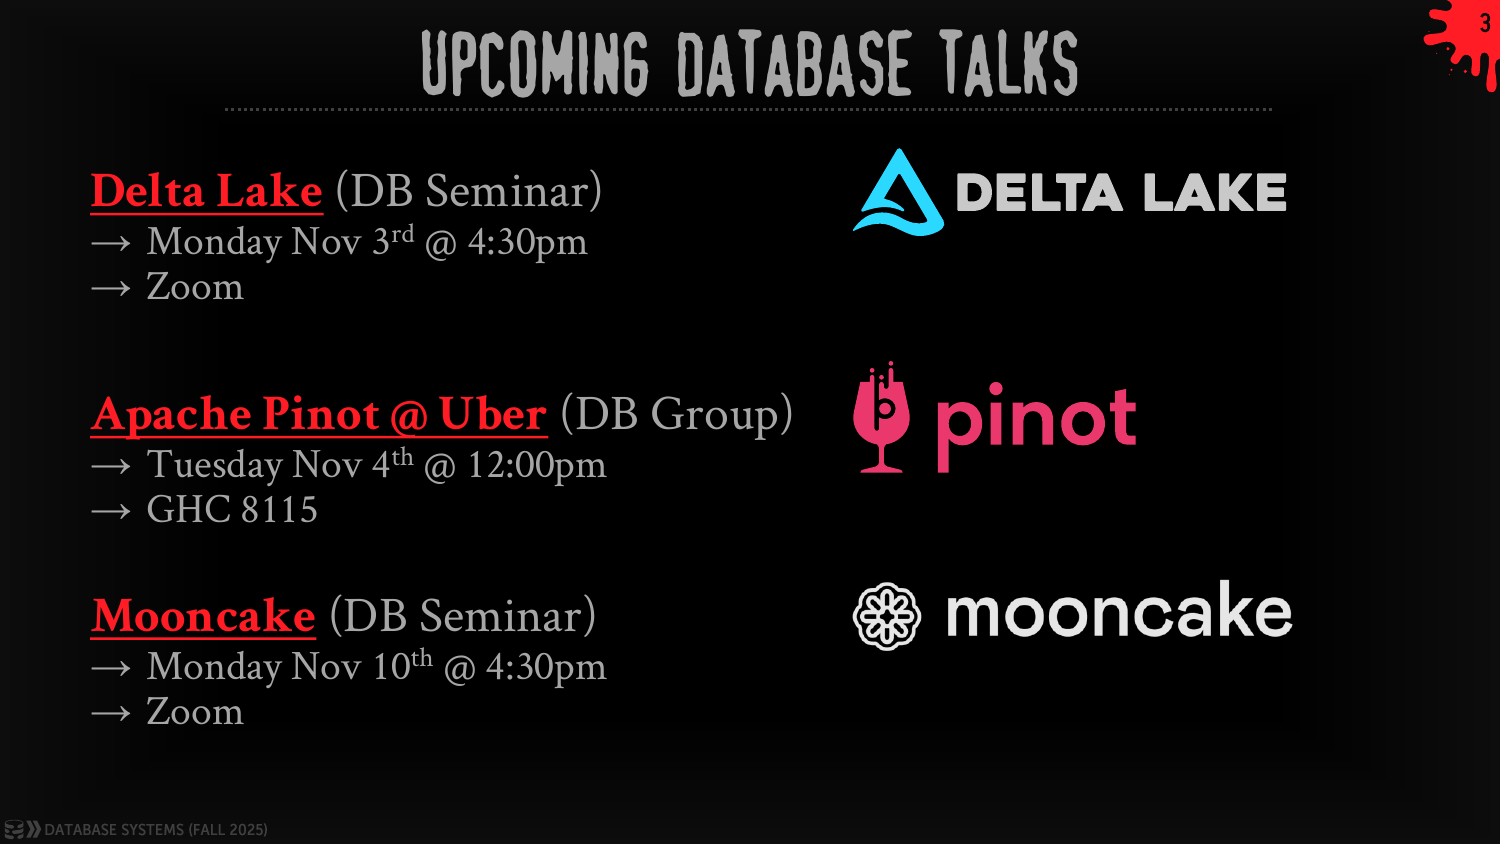 3
UPCOMING DATABASE TALKS
Delta Lake (DB Seminar)
→ Monday Nov 3rd @ 4:30pm
→ Zoom
DELTA LAKE
Apache Pinot @ Uber (DB Group)
→ Tuesday Nov 4th @ 12:00pm
→ GHC 8115
pinot
Mooncake (DB Seminar)
→ Monday Nov 10th @ 4:30pm
→ Zoom
mooncake
DATABASE SYSTEMS (FALL 2025)